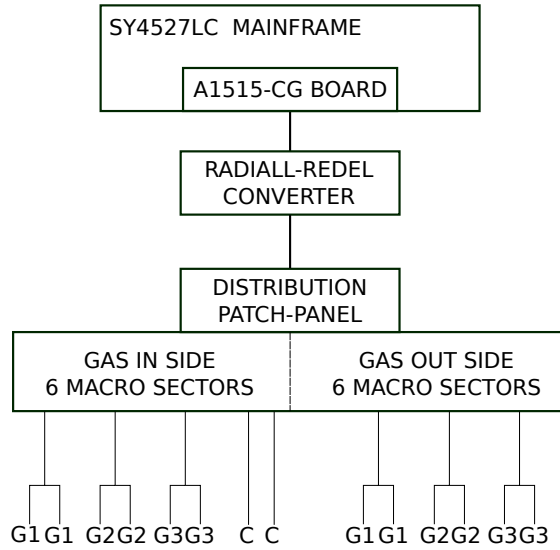 SY4527LC MAINFRAME
A1515-CG BOARD
RADIALL-REDEL
CONVERTER
DISTRIBUTION
PATCH-PANEL
GAS IN SIDE
6 MACRO SECTORS
GAS OUT SIDE
6 MACRO SECTORS
G1 G1 G2 G2 G3 G3 C C G1 G1 G2 G2 G3 G3